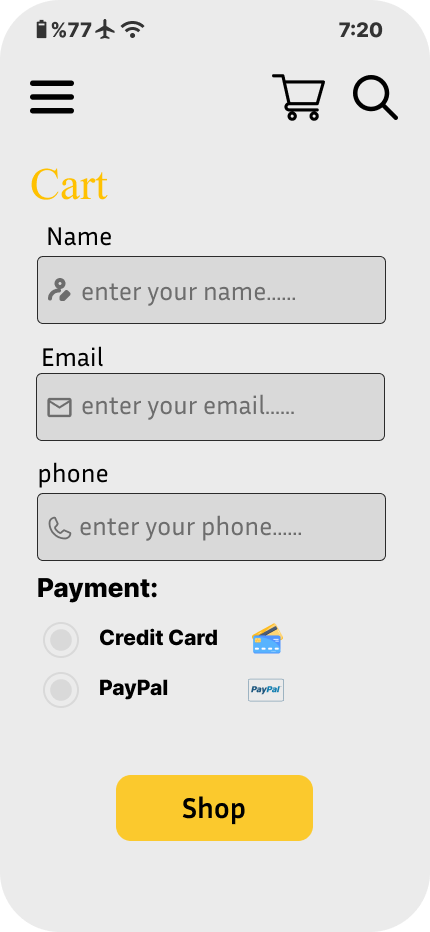 %77 7:20
Cart
Name
enter your name......
Email
enter your email......
phone
enter your phone......
Payment:
Credit Card
PayPal PayPal
Shop